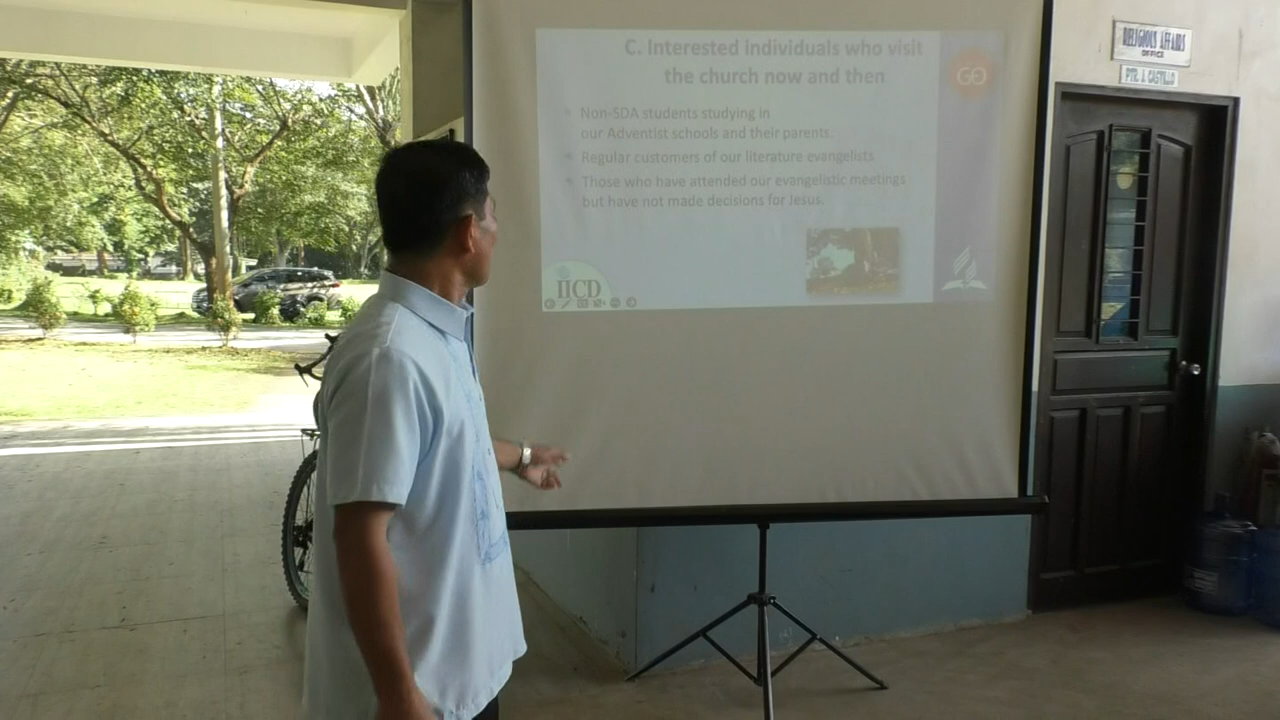 C. Interested individuals who visit
the church now and then
Non-SDA students studying in
our Adventist schools and their parents.
Regular customers of our literature evangelists
Those who have attended our evangelistic meetings
but have not made decisions for Jesus.
IICD
RELIGIOUS AFFAIRS
OFFICE
PTR. A CASTILLO